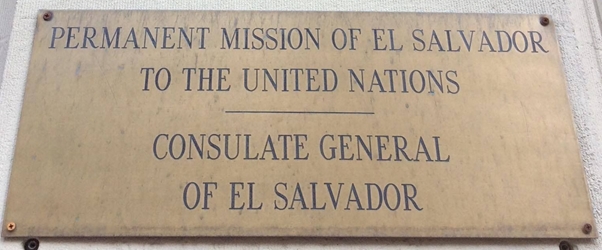 PERMANENT MISSION OF EL SALVADOR
TO THE UNITED NATIONS
CONSULATE GENERAL
OF EL SALVADOR